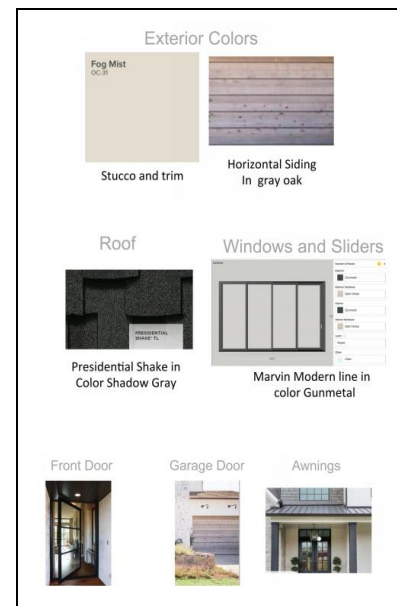 Exterior Colors
Fog Mist
OC-31
Stucco and trim
Horizontal Siding
In gray oak
Roof
Windows and Sliders
PRESIDENTIAL
SHAKE® TL
Presidential Shake in
Color Shadow Gray
Marvin Modern line in
color Gunmetal
Front Door
Garage Door
Awnings